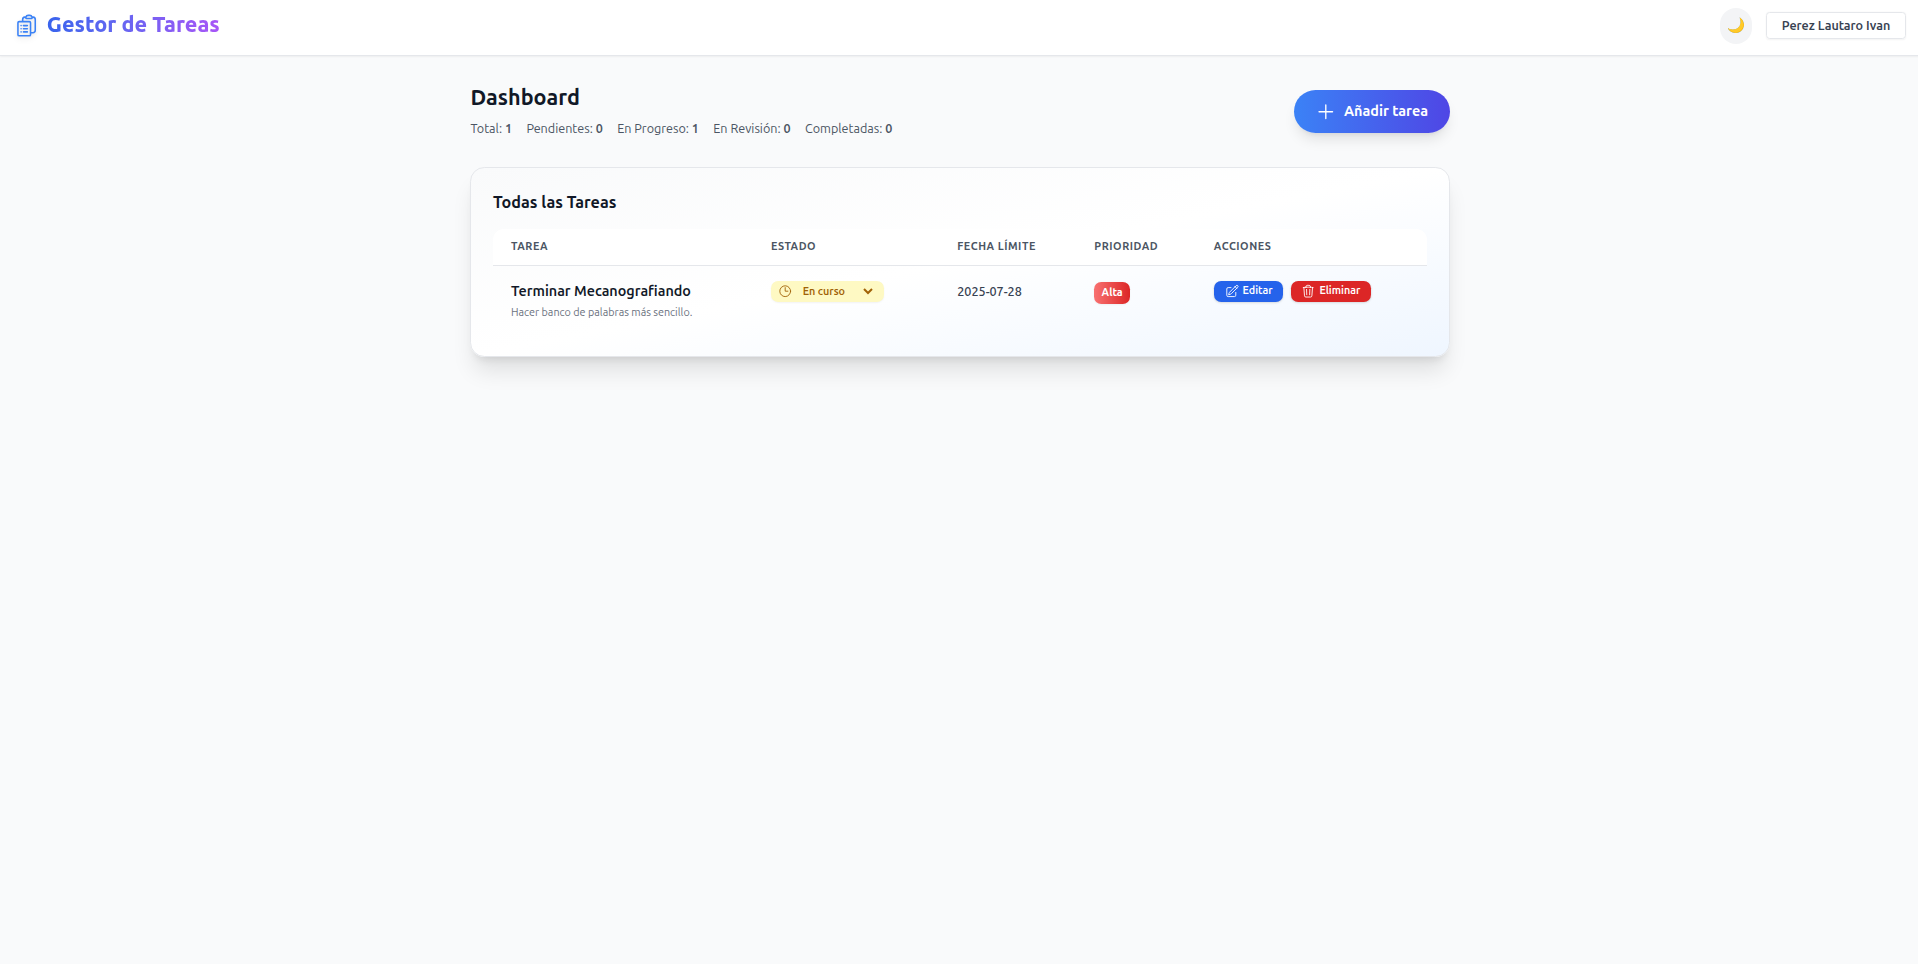 Gestor de Tareas
Perez Lautaro Ivan
Dashboard
Total: 1 Pendientes: 0 En Progreso: 1 En Revisión: 0 Completadas: 0
Añadir tarea
Todas las Tareas
TAREA ESTADO FECHA LÍMITE PRIORIDAD ACCIONES
Terminar Mecanografiando En curso 2025-07-28 Alta Editar Eliminar
Hacer banco de palabras más sencillo.